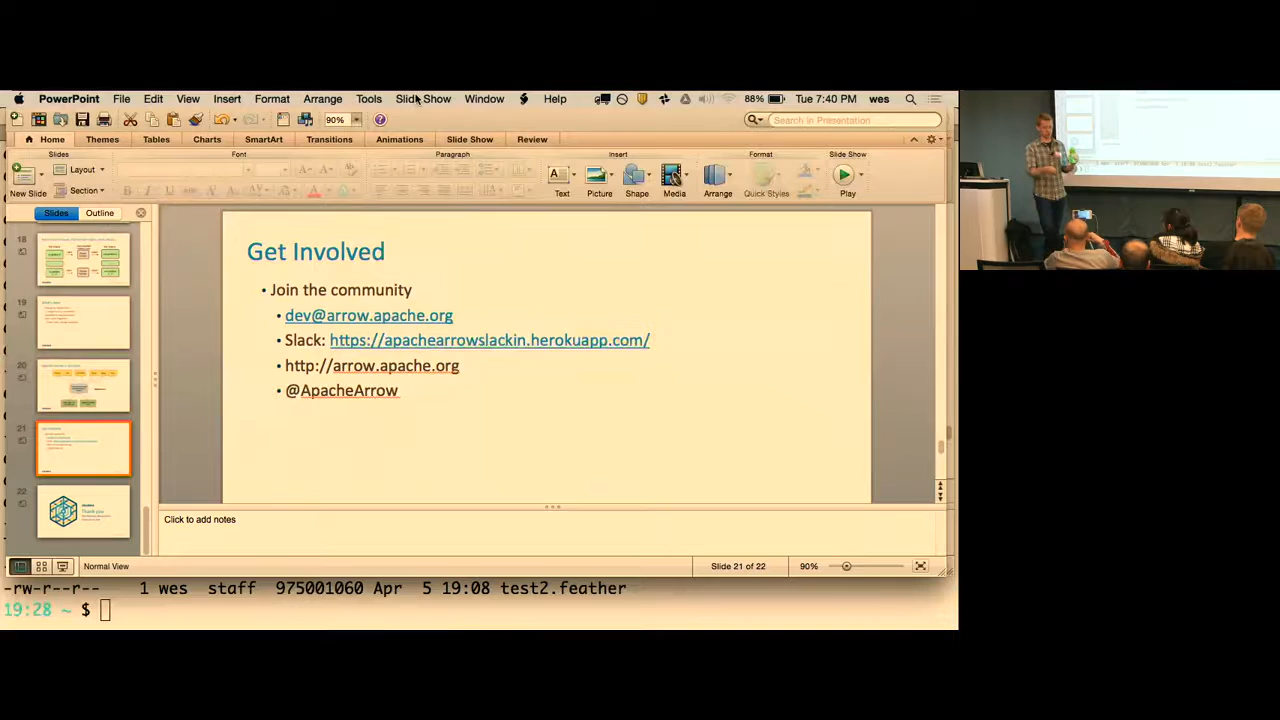 PowerPoint File Edit View Insert Format Arrange Tools Slide Show Window Help 88% Tue 7:40 PM wes
90% Search in Presentation
Home Themes Tables Charts SmartArt Transitions Animations Slide Show Review
Slides Font Paragraph Insert Format Slide Show
New Slide Layout Section Text Picture Shape Media Arrange Quick Styles Play
Slides Outline
18
19
20
21
22
Thank you
Get Involved
• Join the community
• dev@arrow.apache.org
• Slack: https://apachearrowslackin.herokuapp.com/
• http://arrow.apache.org
• @ApacheArrow
Click to add notes
Normal View Slide 21 of 22 90%
-rw-r--r-- 1 wes staff 975001060 Apr 5 19:08 test2.feather
19:28 ~ $